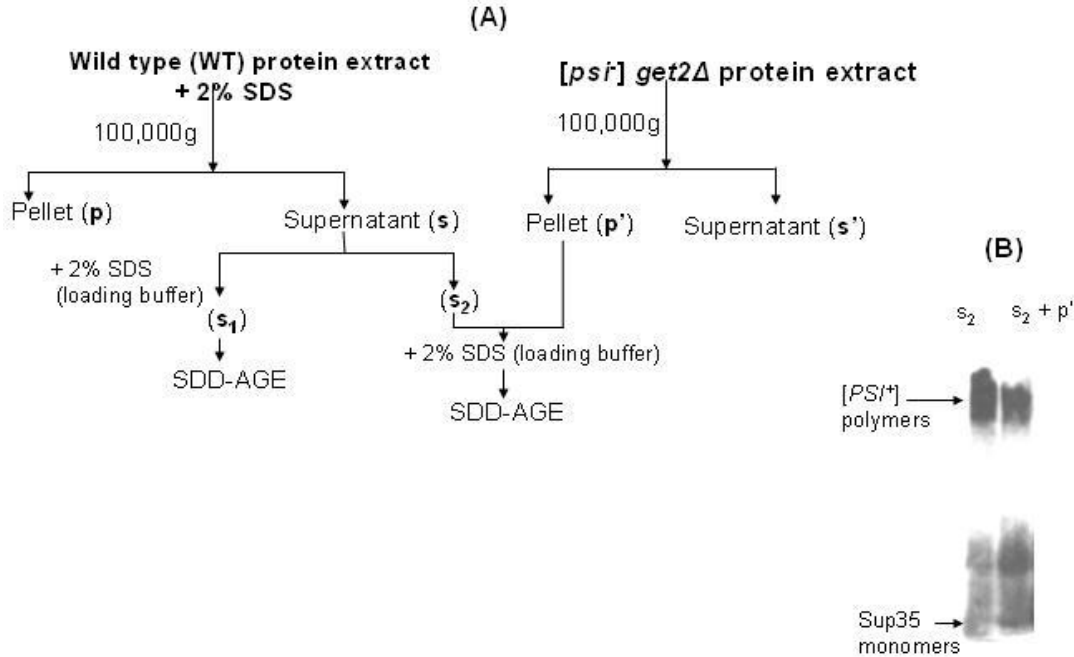 (A)
Wild type (WT) protein extract
+ 2% SDS
[psi-] get2Δ protein extract
100,000g
100,000g
Pellet (p)
Supernatant (s)
Pellet (p’)
Supernatant (s’)
+ 2% SDS
(loading buffer)
(s₁)
(s₂)
SDD-AGE
+ 2% SDS (loading buffer)
SDD-AGE
(B)
s₂
s₂ + p'
[PSI⁺]
polymers
Sup35
monomers